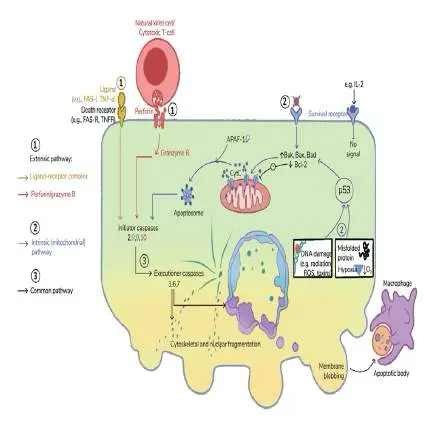 Natural killer cell/
Cytotoxic T-cell
Ligand
(e.g., FAS-L, TNF-α)
Death receptor
(e.g., FAS-R, TNFR)
1
Perforin
1
2
Survival receptor
e.g. IL-2
No
signal
1
Extrinsic pathway:
Ligand-receptor complex
Perforin/granzyme B
2
Intrinsic (mitochondrial)
pathway
3
Common pathway
Granzyme B
APAF-1
CytC
Apoptosome
↑Bak, Bax, Bad
Bcl-2
p53
2
DNA damage
(e.g. radiation,
ROS, toxins)
Misfolded
protein
Hypoxia
O₂
Initiator caspases
2,8,9,10
3
Executioner caspases
3,6,7
Cytoskeletal and nuclear fragmentation
Membrane
blebbing
Macrophage
Apoptotic body